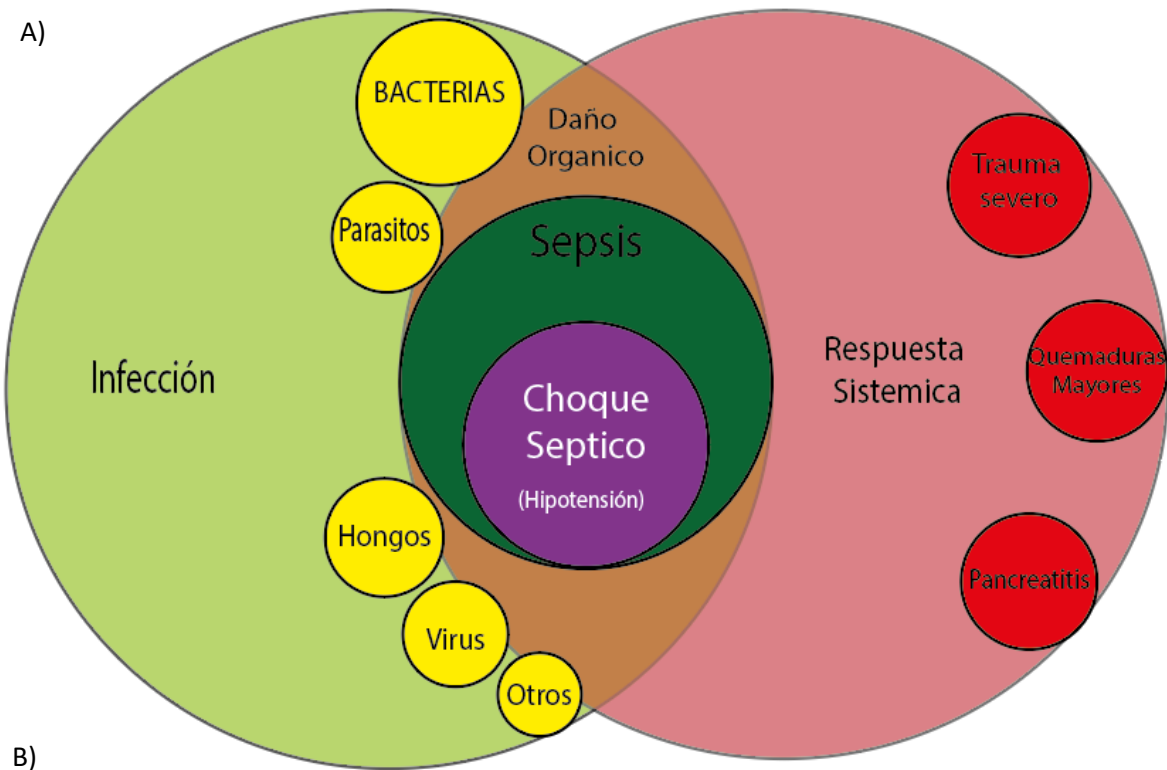 A)
BACTERIAS
Daño
Organico
Trauma
severo
Parasitos
Sepsis
Infección
Respuesta
Sistemica
Quemaduras
Mayores
Choque
Septico
(Hipotensión)
Hongos
Pancreatitis
Virus
Otros
B)